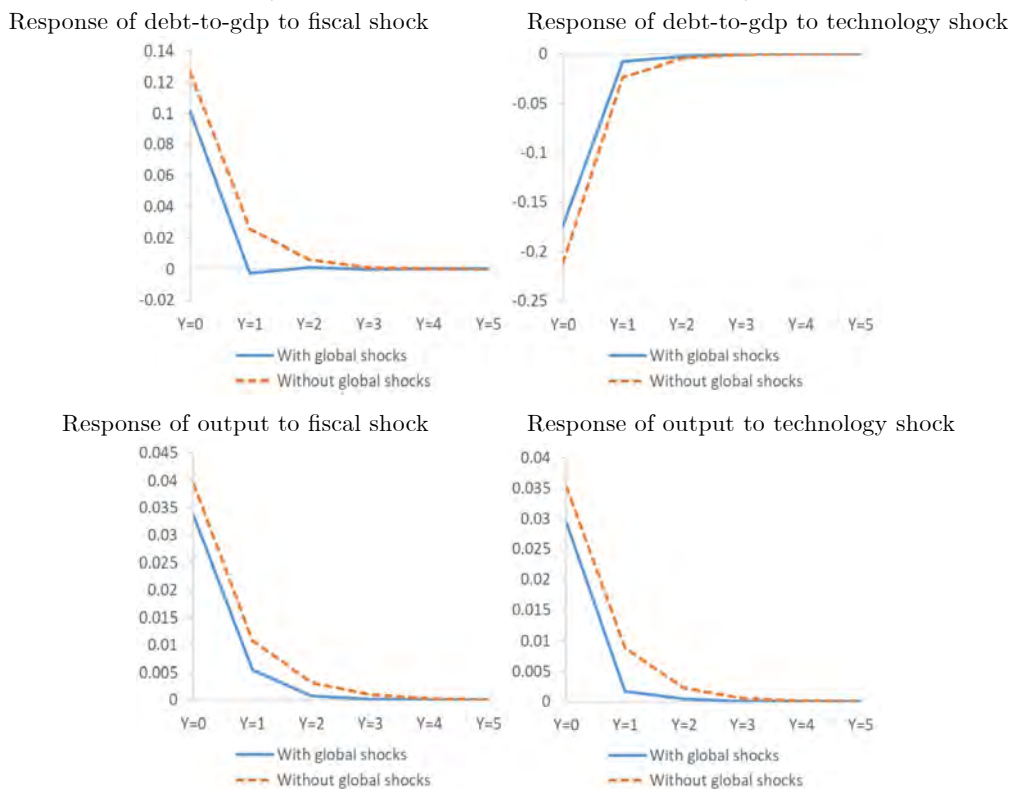 Response of debt-to-gdp to fiscal shock
0.14
0.12
0.1
0.08
0.06
0.04
0.02
0
-0.02
Y=0 Y=1 Y=2 Y=3 Y=4 Y=5
With global shocks
Without global shocks
Response of debt-to-gdp to technology shock
0
-0.05
-0.1
-0.15
-0.2
-0.25
Y=0 Y=1 Y=2 Y=3 Y=4 Y=5
With global shocks
Without global shocks
Response of output to fiscal shock
0.045
0.04
0.035
0.03
0.025
0.02
0.015
0.01
0.005
0
Y=0 Y=1 Y=2 Y=3 Y=4 Y=5
With global shocks
Without global shocks
Response of output to technology shock
0.04
0.035
0.03
0.025
0.02
0.015
0.01
0.005
0
Y=0 Y=1 Y=2 Y=3 Y=4 Y=5
With global shocks
Without global shocks